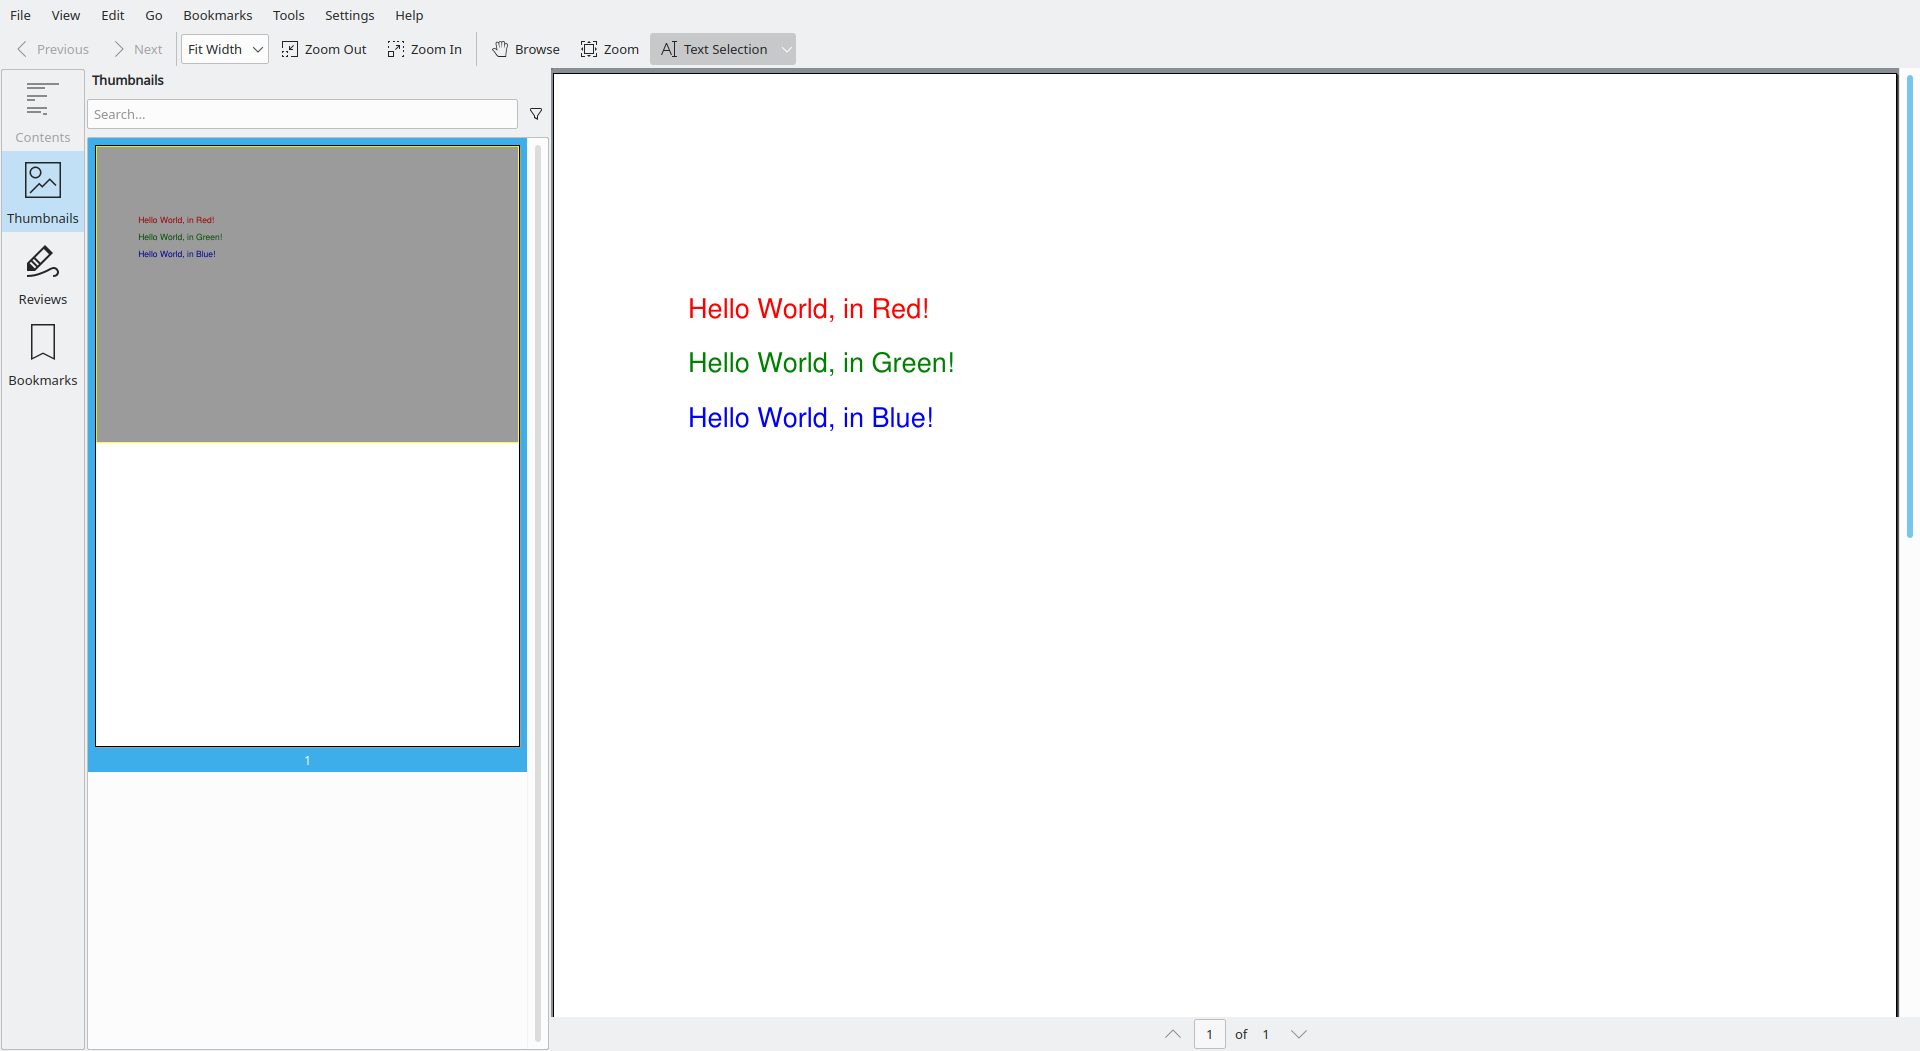 File View Edit Go Bookmarks Tools Settings Help
Previous Next Fit Width Zoom Out Zoom In Browse Zoom Text Selection
Contents
Thumbnails
Reviews
Bookmarks
Thumbnails
Search...
Hello World, in Red!
Hello World, in Green!
Hello World, in Blue!
1
Hello World, in Red!
Hello World, in Green!
Hello World, in Blue!
1 of 1